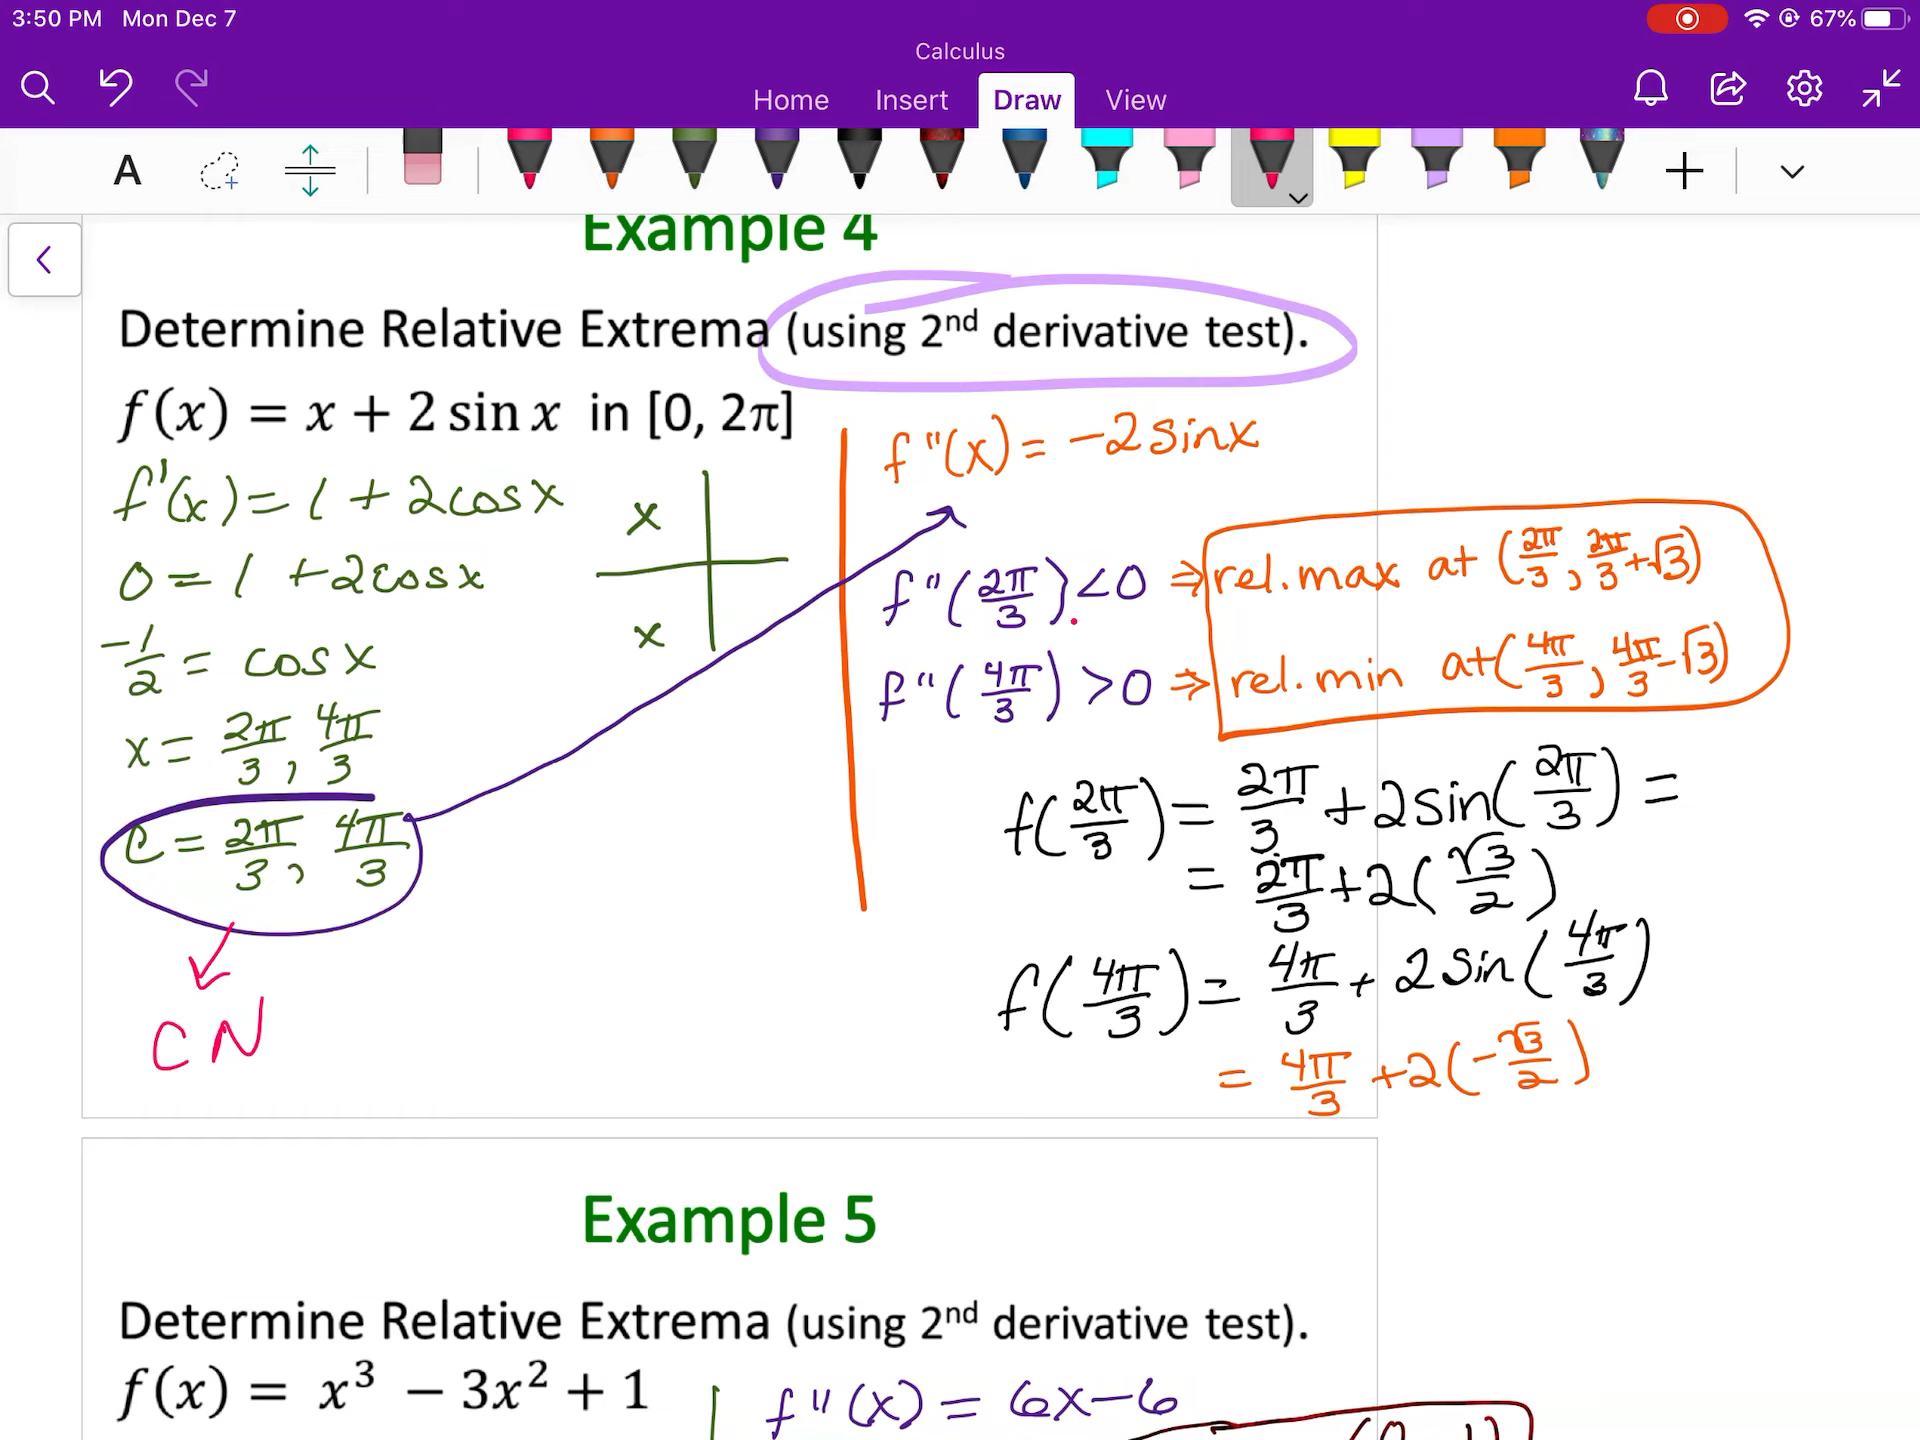 3:50 PM Mon Dec 7
67%
Calculus
Home Insert Draw View
A
Example 4
Determine Relative Extrema (using 2nd derivative test).
f(x) = x + 2 sin x in [0, 2π]
f'(x) = 1 + 2cosx
0 = 1 + 2cosx
-1/2 = cosx
x = 2π/3, 4π/3
c = 2π/3, 4π/3
CN
x
x
f''(x) = -2sinx
f''(2π/3) < 0 ⇒ rel. max at (2π/3, 2π/3+√3)
f''(4π/3) > 0 ⇒ rel. min at (4π/3, 4π/3-√3)
f(2π/3) = 2π/3 + 2sin(2π/3) =
= 2π/3 + 2(√3/2)
f(4π/3) = 4π/3 + 2sin(4π/3)
= 4π/3 + 2(-√3/2)
Example 5
Determine Relative Extrema (using 2nd derivative test).
f(x) = x³ − 3x² + 1
f''(x) = 6x-6